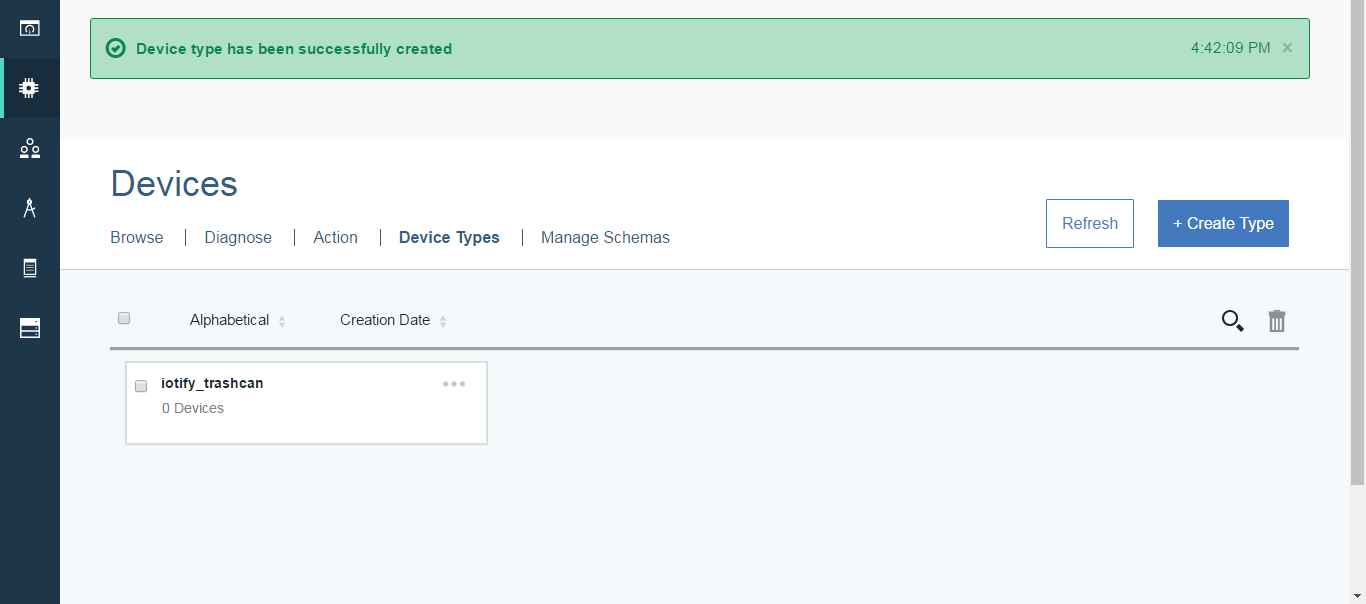 Device type has been successfully created 4:42:09 PM ×
Devices
Browse | Diagnose | Action | Device Types | Manage Schemas
Refresh + Create Type
Alphabetical Creation Date
iotify_trashcan
0 Devices